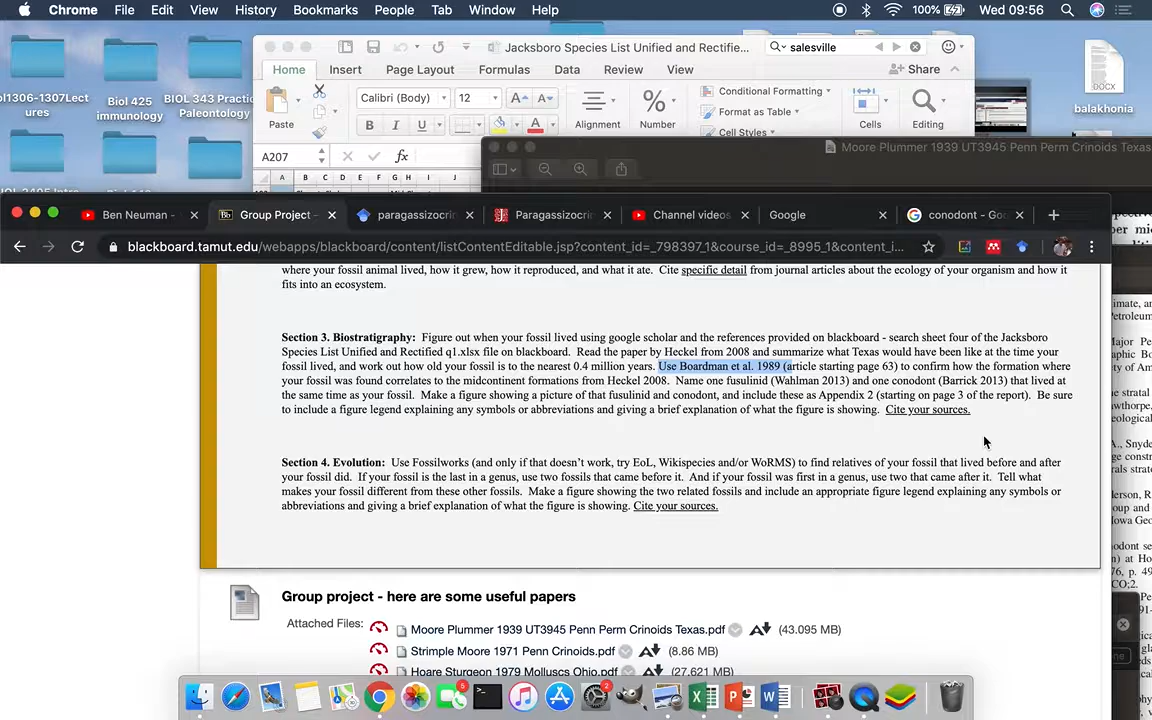 Chrome File Edit View History Bookmarks People Tab Window Help 100% Wed 09:56
Jacksboro Species List Unified and Rectifie... salesville
Home Insert Page Layout Formulas Data Review View Share
ol1306-1307Lect
ures
Biol 425
immunology
BIOL 343 Practic
Paleontology
DOCX
balakhonia
Paste Calibri (Body) 12 A A B I U A Alignment % Number Conditional Formatting Format as Table Cell Styles Cells Editing
A207 fx
A B C D E F G H I J
Moore Plummer 1939 UT3945 Penn Perm Crinoids Texas
Ben Neuman - Group Project - paragassizocrin Paragassizocrin Channel videos Google conodont - Goo
blackboard.tamut.edu/webapps/blackboard/content/listContentEditable.jsp?content_id=_798397_1&course_id=_8995_1&content_i...
where your fossil animal lived, how it grew, how it reproduced, and what it ate. Cite specific detail from journal articles about the ecology of your organism and how it
fits into an ecosystem.
Section 3. Biostratigraphy: Figure out when your fossil lived using google scholar and the references provided on blackboard - search sheet four of the Jacksboro
Species List Unified and Rectified q1.xlsx file on blackboard. Read the paper by Heckel from 2008 and summarize what Texas would have been like at the time your
fossil lived, and work out how old your fossil is to the nearest 0.4 million years. Use Boardman et al. 1989 (article starting page 63) to confirm how the formation where
your fossil was found correlates to the midcontinent formations from Heckel 2008. Name one fusulinid (Wahlman 2013) and one conodont (Barrick 2013) that lived at
the same time as your fossil. Make a figure showing a picture of that fusulinid and conodont, and include these as Appendix 2 (starting on page 3 of the report). Be sure
to include a figure legend explaining any symbols or abbreviations and giving a brief explanation of what the figure is showing. Cite your sources.
Section 4. Evolution: Use Fossilworks (and only if that doesn't work, try EoL, Wikispecies and/or WoRMS) to find relatives of your fossil that lived before and after
your fossil did. If your fossil is the last in a genus, use two fossils that came before it. And if your fossil was first in a genus, use two that came after it. Tell what
makes your fossil different from these other fossils. Make a figure showing the two related fossils and include an appropriate figure legend explaining any symbols or
abbreviations and giving a brief explanation of what the figure is showing. Cite your sources.
Group project - here are some useful papers
Attached Files: Moore Plummer 1939 UT3945 Penn Perm Crinoids Texas.pdf (43.095 MB)
Strimple Moore 1971 Penn Crinoids.pdf (8.86 MB)
Hoare Sturgeon 1979 Molluscs Ohio.pdf (27.621 MB)